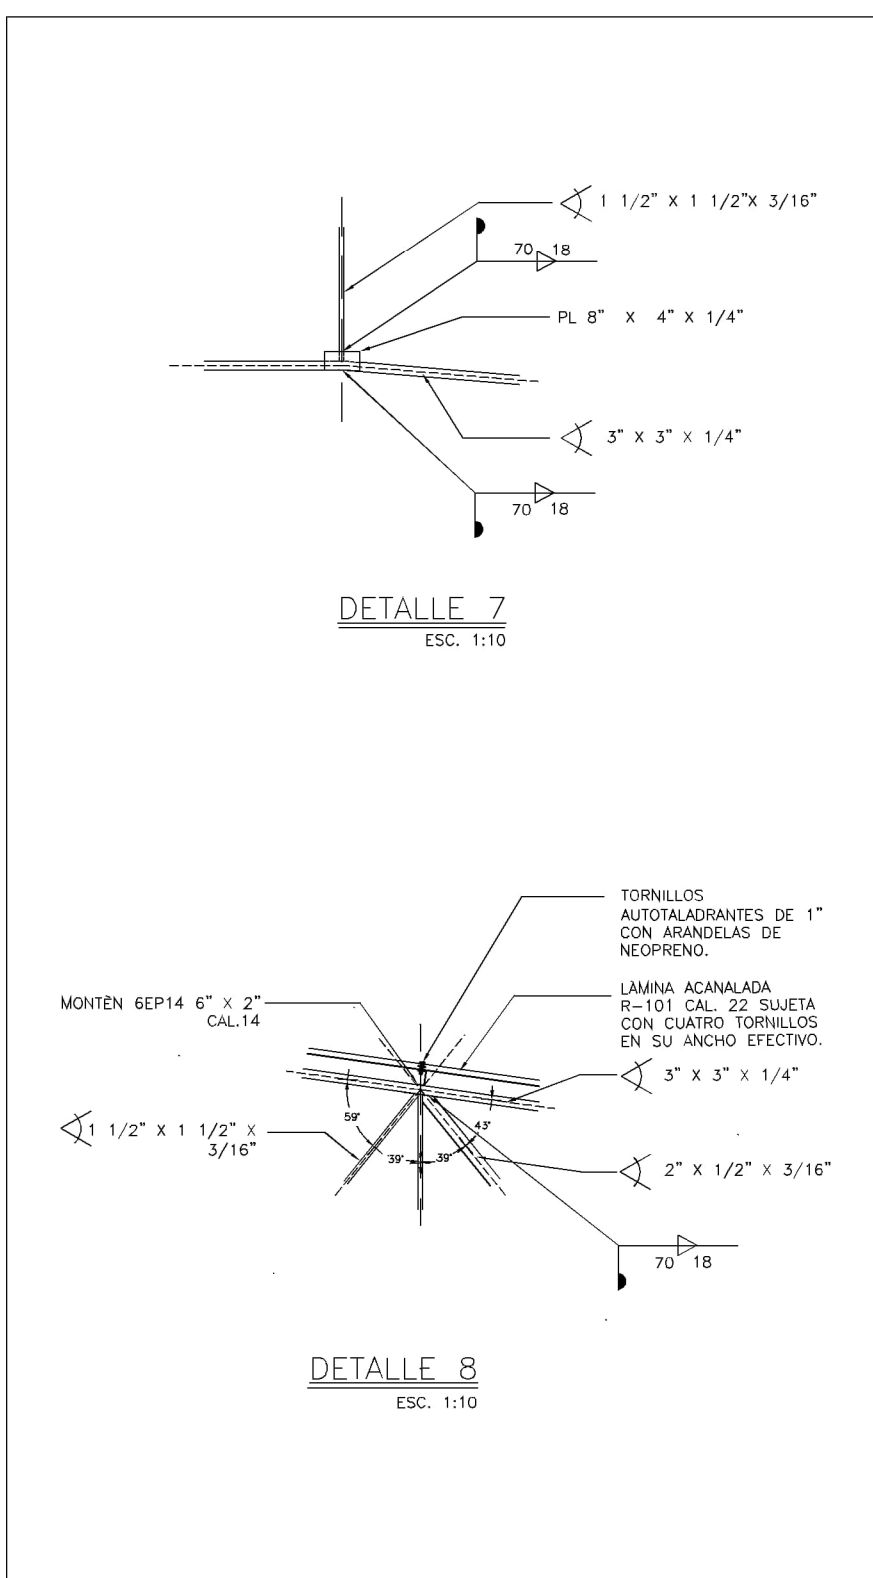 1 1/2" X 1 1/2"X 3/16"
70 18
PL 8" X 4" X 1/4"
3" X 3" X 1/4"
70 18
DETALLE 7
ESC. 1:10
TORNILLOS
AUTOTALADRANTES DE 1"
CON ARANDELAS DE
NEOPRENO.
MONTÈN 6EP14 6" X 2"
CAL.14
LÀMINA ACANALADA
R-101 CAL. 22 SUJETA
CON CUATRO TORNILLOS
EN SU ANCHO EFECTIVO.
3" X 3" X 1/4"
59°
43°
1 1/2" X 1 1/2" X
3/16"
39° 39°
2" X 1/2" X 3/16"
70 18
DETALLE 8
ESC. 1:10